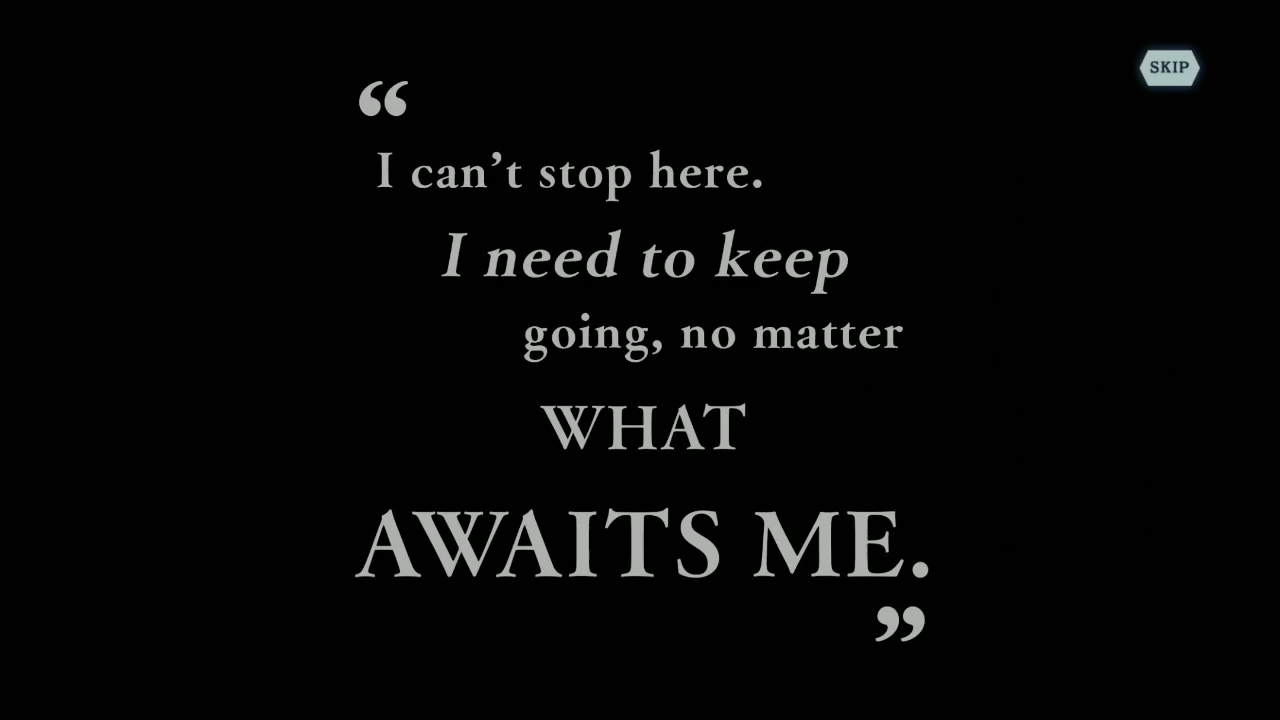 SKIP
“
I can’t stop here.
I need to keep
going, no matter
WHAT
AWAITS ME.
”